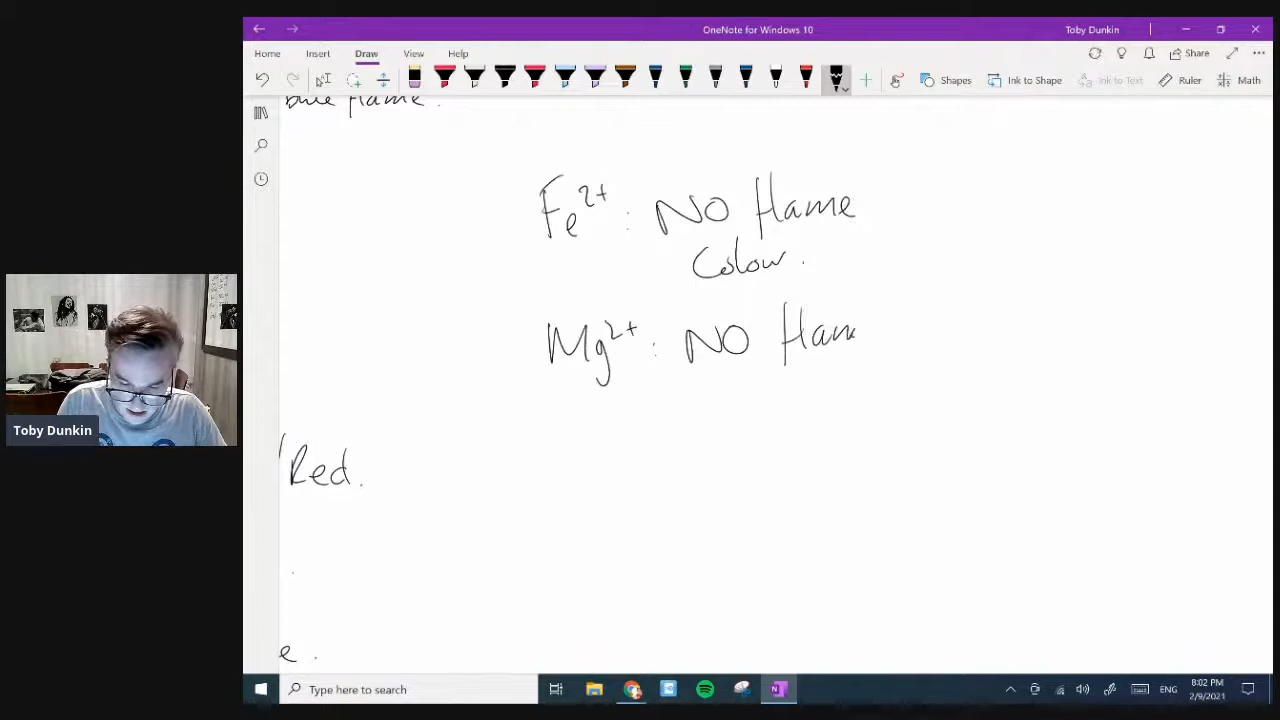 OneNote for Windows 10
Toby Dunkin
Home Insert Draw View Help
Share
Shapes Ink to Shape Ink to Text Ruler Math
flame.
Fe2+: NO flame
Colour.
Mg2+: NO flam
Toby Dunkin
Red.
e.
Type here to search
ENG
8:02 PM
2/9/2021